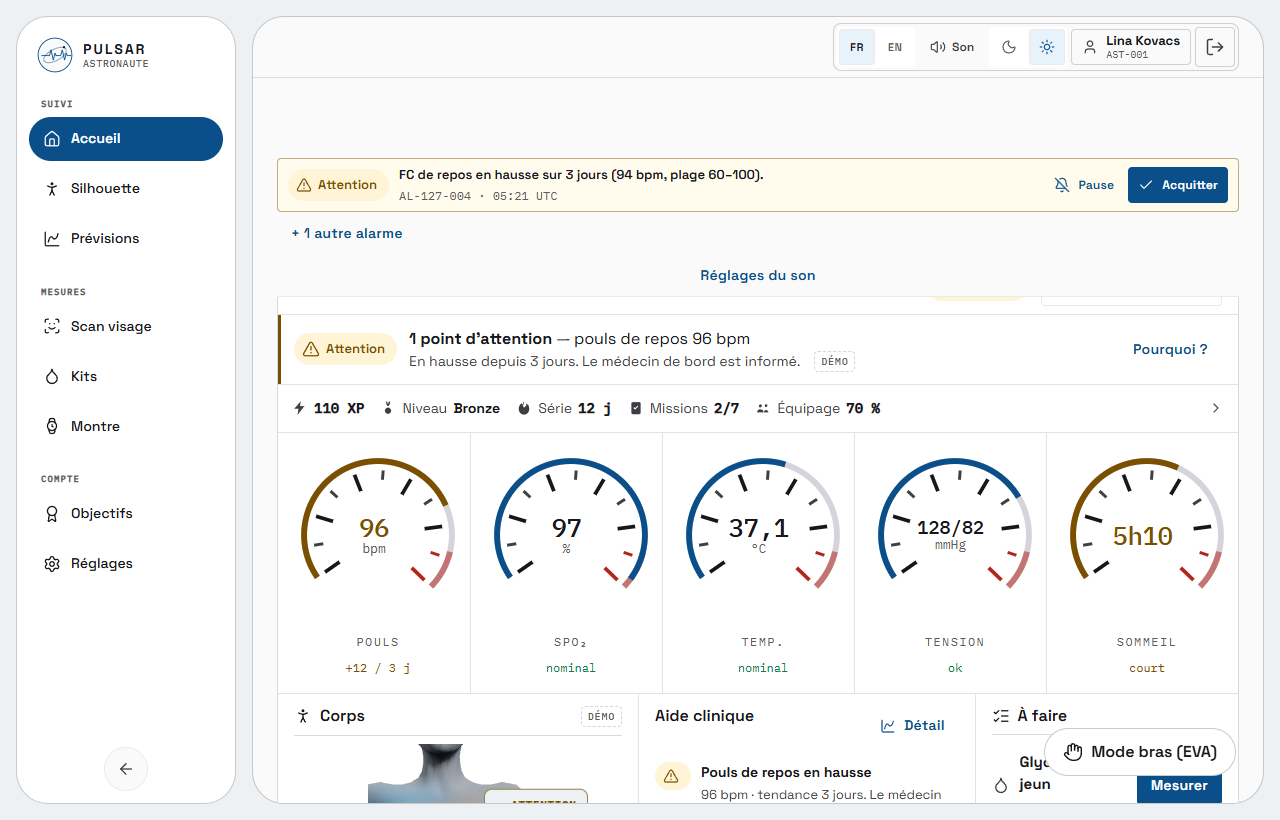 PULSAR
ASTRONAUTE
SUIVI
Accueil
Silhouette
Prévisions
MESURES
Scan visage
Kits
Montre
COMPTE
Objectifs
Réglages
FR
EN
Son
Lina Kovacs
AST-001
Attention
FC de repos en hausse sur 3 jours (94 bpm, plage 60–100).
AL-127-004 · 05:21 UTC
Pause
Acquitter
+ 1 autre alarme
Réglages du son
Attention
1 point d’attention — pouls de repos 96 bpm
En hausse depuis 3 jours. Le médecin de bord est informé.
DÉMO
Pourquoi ?
110 XP
Niveau Bronze
Série 12 j
Missions 2/7
Équipage 70 %
96
bpm
POULS
+12 / 3 j
97
%
SPO₂
nominal
37,1
°C
TEMP.
nominal
128/82
mmHg
TENSION
ok
5h10
SOMMEIL
court
Corps
DÉMO
Aide clinique
Détail
Pouls de repos en hausse
96 bpm · tendance 3 jours. Le médecin
À faire
jeun
Mesurer
Mode bras (EVA)